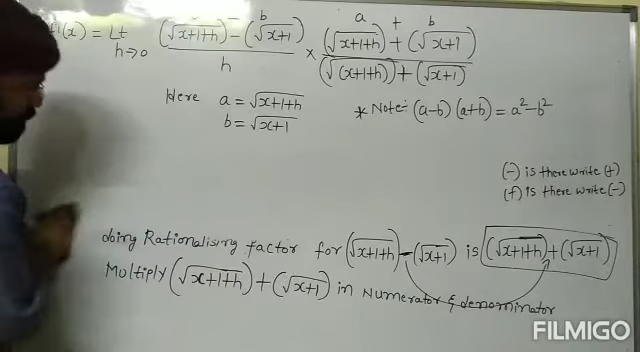 a - b a + b
f'(x) = Lt h→0 (√x+1+h) - (√x+1) / h × (√x+1+h) + (√x+1) / (√(x+1+h)) + (√x+1)
Here a = √x+1+h
b = √x+1
* Note:- (a-b) (a+b) = a² - b²
(-) is there write (+)
(+) is there write (-)
doing Rationalising factor for (√x+1+h) - (√x+1) is (√x+1+h) + (√x+1)
Multiply (√x+1+h) + (√x+1) in Numerator & denominator
FILMIGO